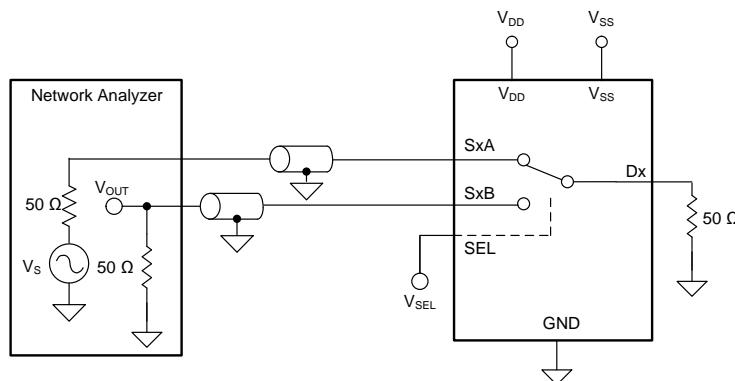 V_DD V_SS
Network Analyzer
V_DD V_SS
SxA
Dx
V_OUT
SxB
50 Ω
50 Ω
SEL
V_S
50 Ω
V_SEL
GND